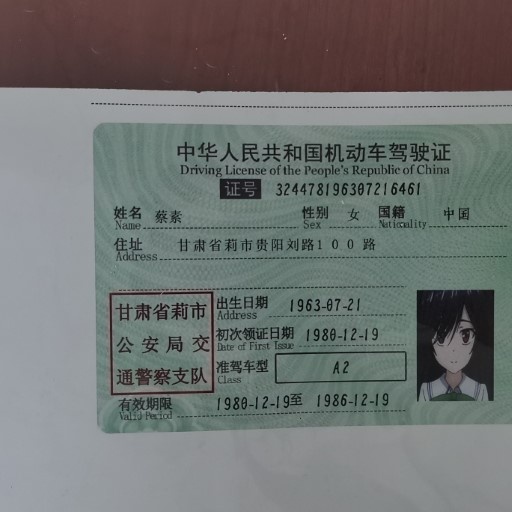 中华人民共和国机动车驾驶证
Driving License of the People's Republic of China
证号 324478196307216461
姓名 蔡素 性别 女 国籍 中国
Name Sex Nationality
住址 甘肃省莉市贵阳刘路100路
Address
甘肃省莉市
公安局交
通警察支队
出生日期 1963-07-21
Address
初次领证日期 1980-12-19
Date of First Issue
准驾车型 A2
Class
有效期限 1980-12-19至 1986-12-19
Valid Period